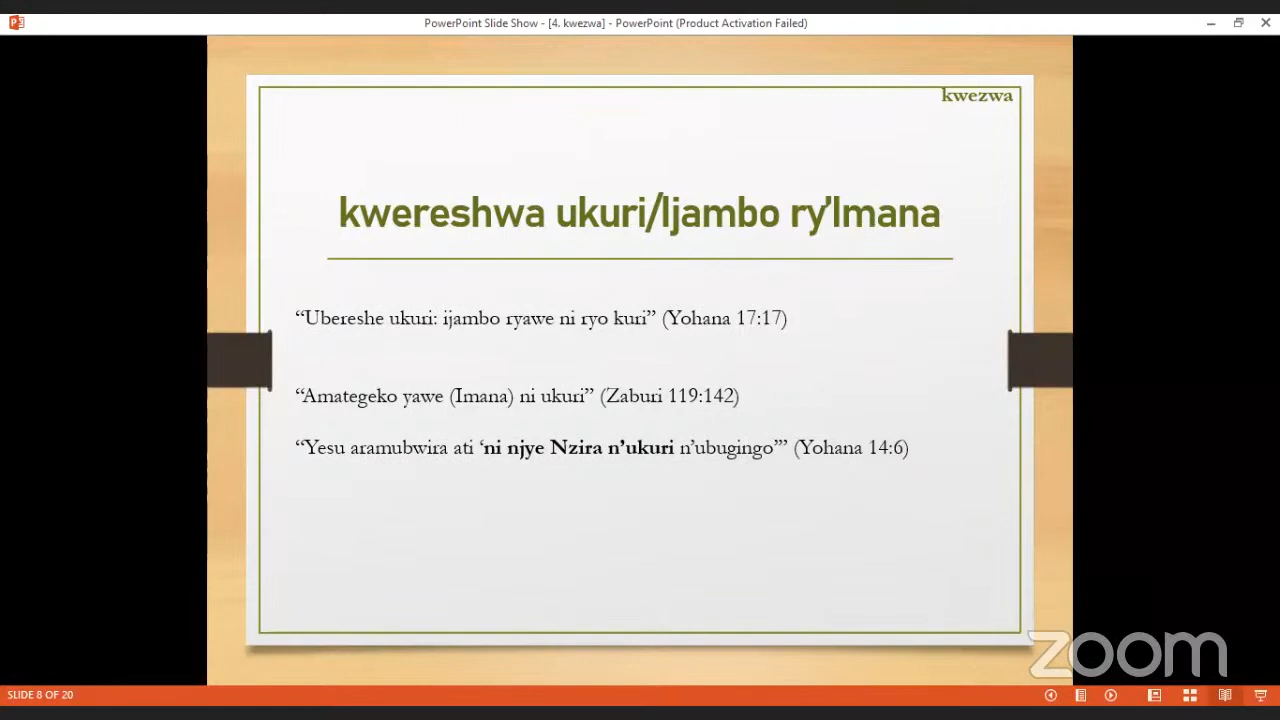 PowerPoint Slide Show - [4. kwezwa] - PowerPoint (Product Activation Failed)
kwezwa
kwereshwa ukuri/Ijambo ry’Imana
“Ubereshe ukuri: ijambo ryawe ni ryo kuri” (Yohana 17:17)
“Amategeko yawe (Imana) ni ukuri” (Zaburi 119:142)
“Yesu aramubwira ati ‘ni njye Nzira n’ukuri n’ubugingo’” (Yohana 14:6)
zoom
SLIDE 8 OF 20